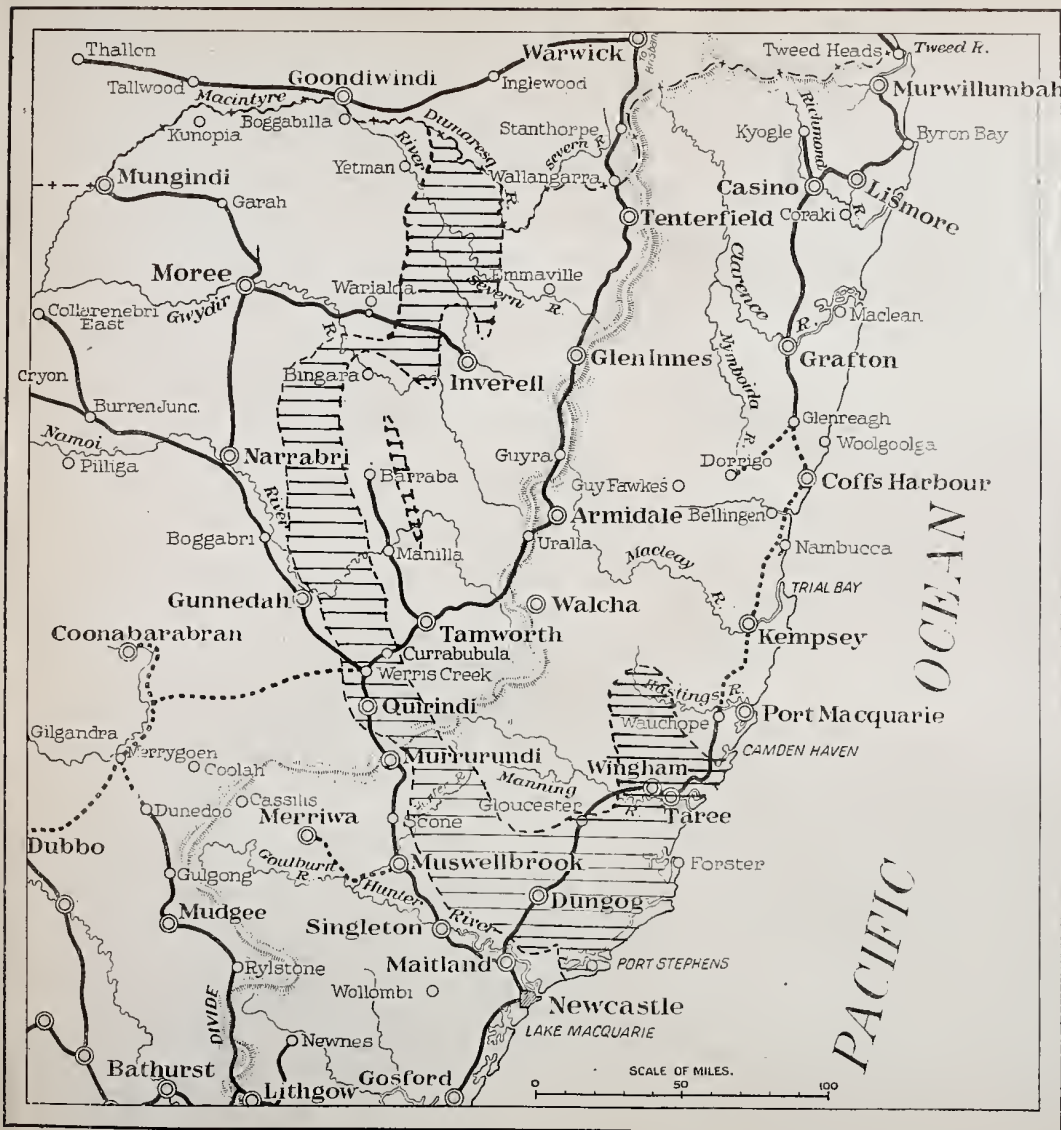 Thallon
Tallwood
Goondiwindi
Warwick
To Brisbane
Inglewood
Tweed Heads
Tweed R.
Murwillumbah
Macintyre
River
Kunopia
Boggabilla
Dumaresq
R.
Stanthorpe
Severn R.
Kyogle
Richmond
R.
Byron Bay
Yetman
Wallangarra
Mungindi
Garah
Casino
Lismore
Coraki
Tenterfield
Moree
Gwydir
R.
Warialda
Emmaville
Severn R.
Clarence
R.
Maclean
Collarenebri East
Glen Innes
Grafton
Cryon
Bingara
Inverell
Nymboida
R.
Burren Junc.
Glenreagh
Woolgoolga
Namoi
River
Pilliga
Narrabri
Barraba
Guyra
Dorrigo
Guy Fawkes
Coffs Harbour
Armidale
Bellingen
Boggabri
Manilla
Uralla
Macleay
R.
Nambucca
TRIAL BAY
Gunnedah
Walcha
Coonabarabran
Tamworth
Kempsey
Currabubula
Werris Creek
Hastings R.
Quirindi
Wauchope
Port Macquarie
Gilgandra
Merrygoen
Coolah
Murrurundi
CAMDEN HAVEN
Wingham
Manning
R.
Hunter R.
Gloucester
Taree
Dunedoo
Cassilis
Merriwa
Scone
Dubbo
Goulburn
R.
Muswellbrook
Forster
Gulgong
Hunter
River
Dungog
Mudgee
Singleton
Rylstone
Maitland
PORT STEPHENS
Wollombi
Newcastle
LAKE MACQUARIE
DIVIDE
Newnes
Bathurst
Lithgow
Gosford
PACIFIC
OCEAN
SCALE OF MILES.
0 50 100